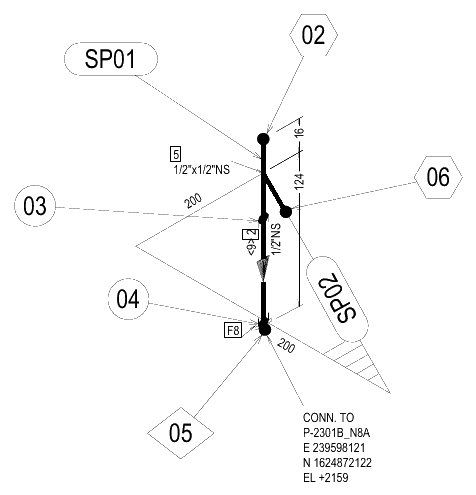 02
SP01
16
5
1/2"x1/2"NS
124
06
200
03
2
<9>
1/2"NS
SP02
04
F8
200
05
CONN. TO
P-2301B_N8A
E 239598121
N 1624872122
EL +2159